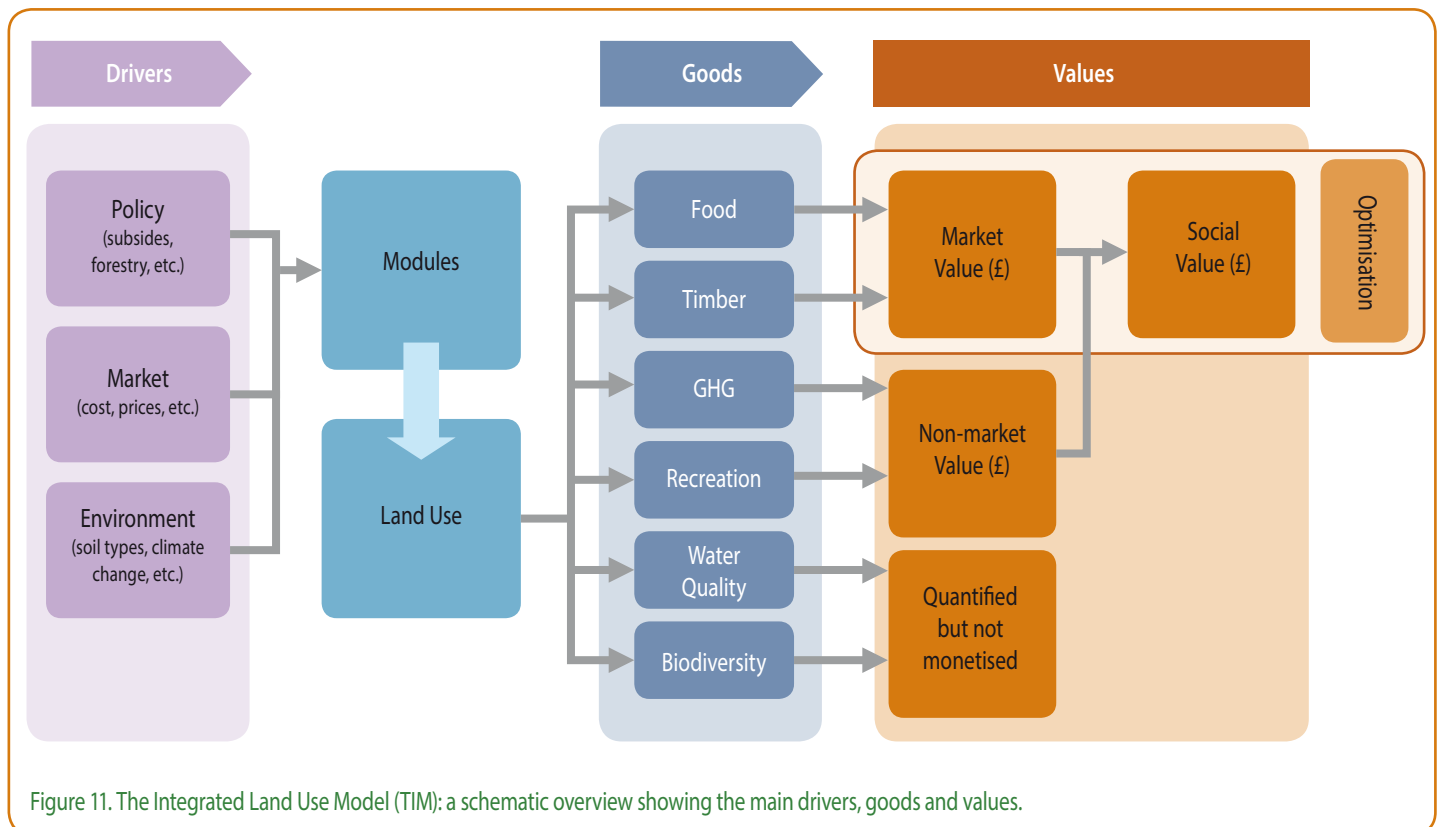 Drivers
Goods
Values
Policy
(subsides,
forestry, etc.)
Market
(cost, prices, etc.)
Environment
(soil types, climate
change, etc.)
Modules
Land Use
Food
Timber
GHG
Recreation
Water
Quality
Biodiversity
Market
Value (£)
Non-market
Value (£)
Quantified
but not
monetised
Social
Value (£)
Optimisation
Figure 11. The Integrated Land Use Model (TIM): a schematic overview showing the main drivers, goods and values.